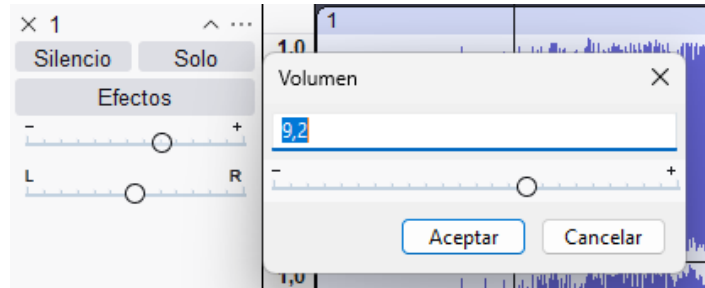 1
Silencio Solo
Efectos
- +
L R
1
1,0
Volumen
9,2
- +
Aceptar Cancelar
1,0